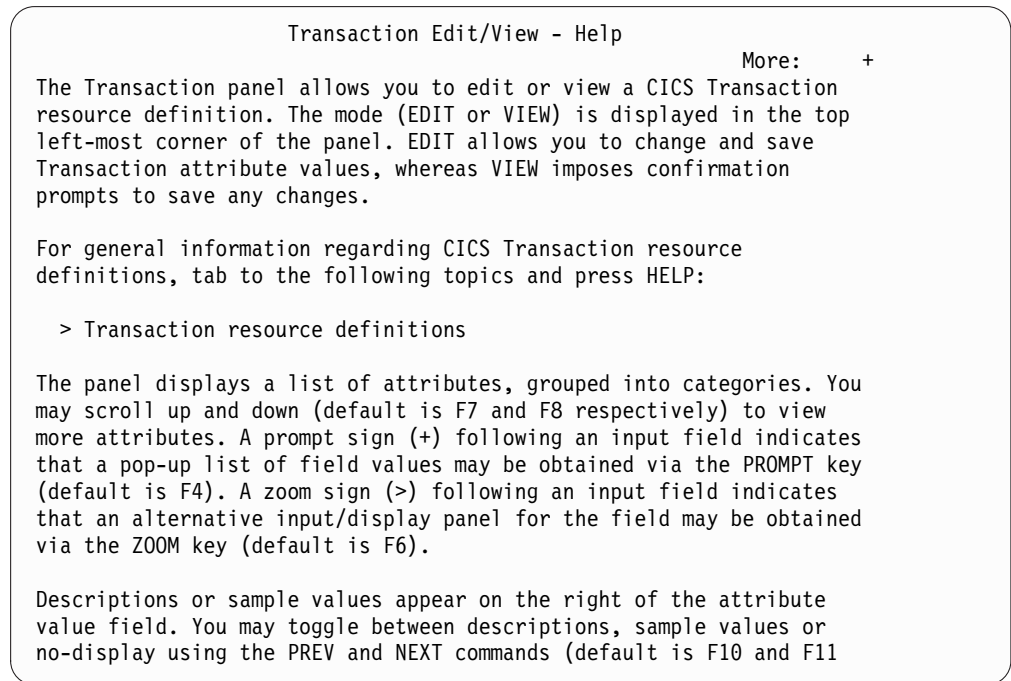 Transaction Edit/View - Help
More: +
The Transaction panel allows you to edit or view a CICS Transaction
resource definition. The mode (EDIT or VIEW) is displayed in the top
left-most corner of the panel. EDIT allows you to change and save
Transaction attribute values, whereas VIEW imposes confirmation
prompts to save any changes.
For general information regarding CICS Transaction resource
definitions, tab to the following topics and press HELP:
> Transaction resource definitions
The panel displays a list of attributes, grouped into categories. You
may scroll up and down (default is F7 and F8 respectively) to view
more attributes. A prompt sign (+) following an input field indicates
that a pop-up list of field values may be obtained via the PROMPT key
(default is F4). A zoom sign (>) following an input field indicates
that an alternative input/display panel for the field may be obtained
via the ZOOM key (default is F6).
Descriptions or sample values appear on the right of the attribute
value field. You may toggle between descriptions, sample values or
no-display using the PREV and NEXT commands (default is F10 and F11